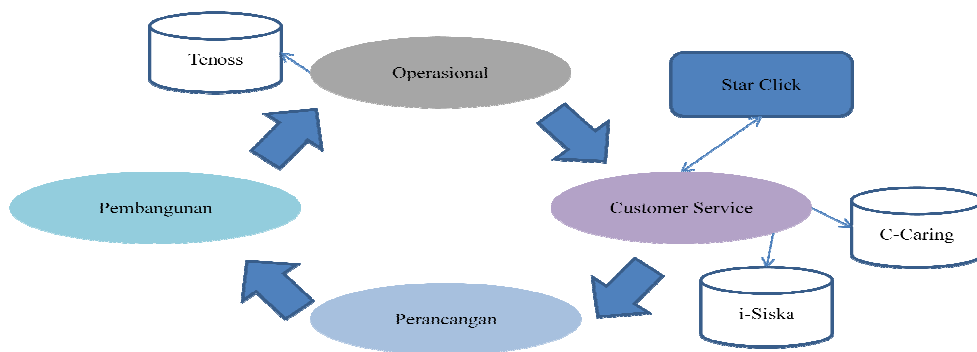 Tenoss
Operasional
Star Click
Pembangunan
Customer Service
C-Caring
i-Siska
Perancangan